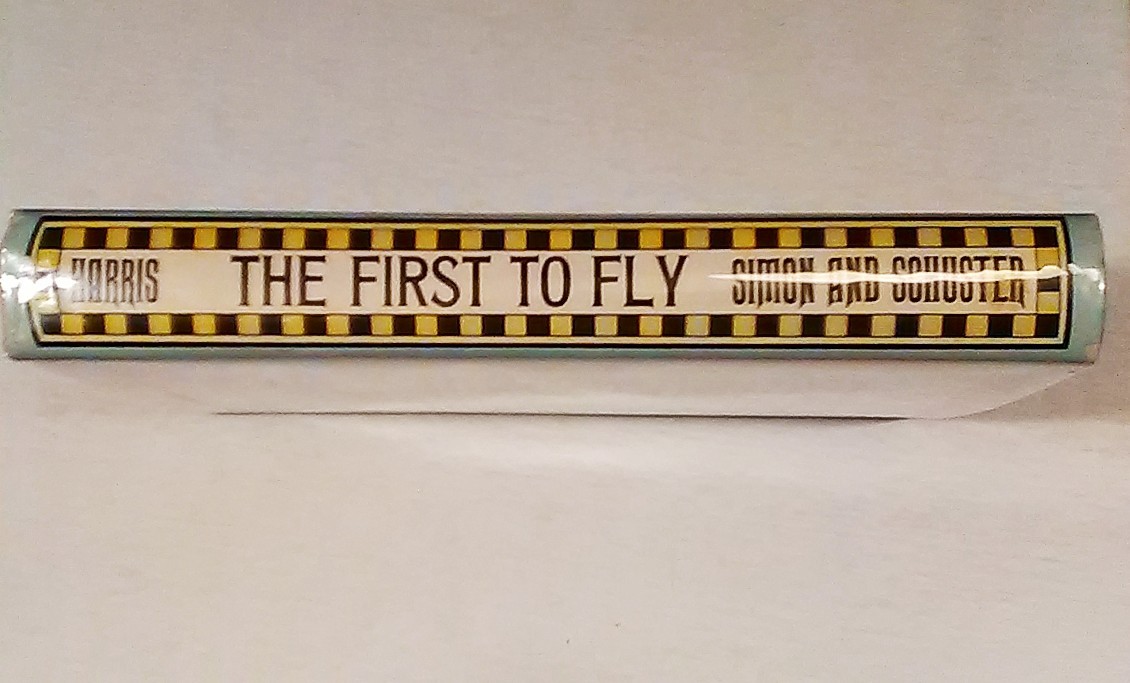 HARRIS THE FIRST TO FLY SIMON AND SCHUSTER